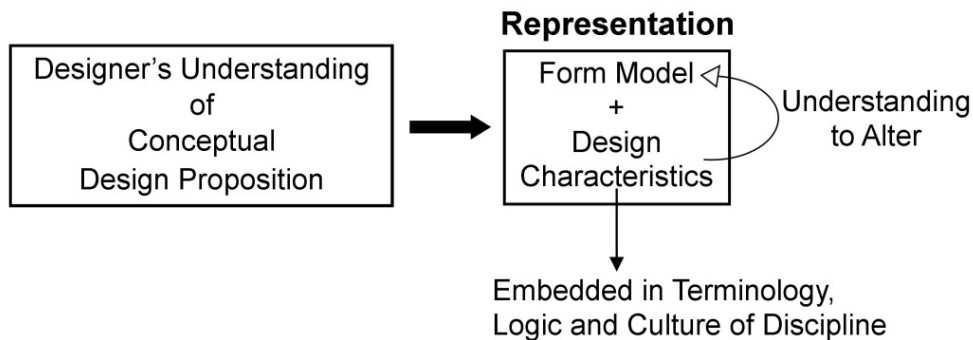 Designer’s Understanding
of
Conceptual
Design Proposition
Representation
Form Model
+
Design
Characteristics
Understanding
to Alter
Embedded in Terminology,
Logic and Culture of Discipline